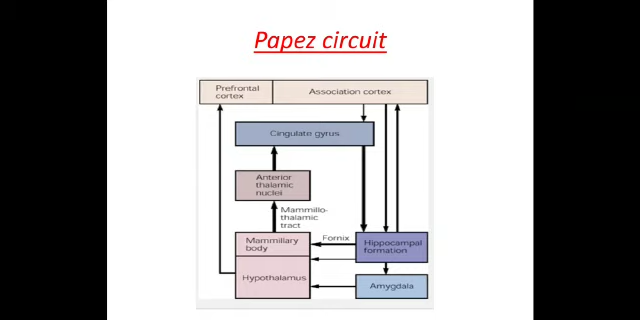 Papez circuit
Prefrontal
cortex
Association cortex
Cingulate gyrus
Anterior
thalamic
nuclei
Mammillo-
thalamic
tract
Fornix
Mammillary
body
Hippocampal
formation
Hypothalamus
Amygdala